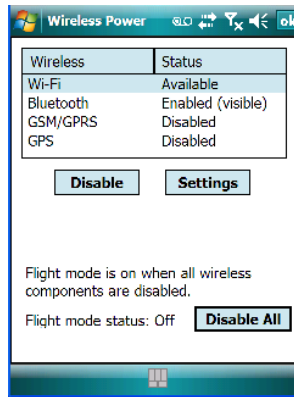 Wireless Power ok
Wireless Status
Wi-Fi Available
Bluetooth Enabled (visible)
GSM/GPRS Disabled
GPS Disabled
Disable Settings
Flight mode is on when all wireless
components are disabled.
Flight mode status: Off Disable All